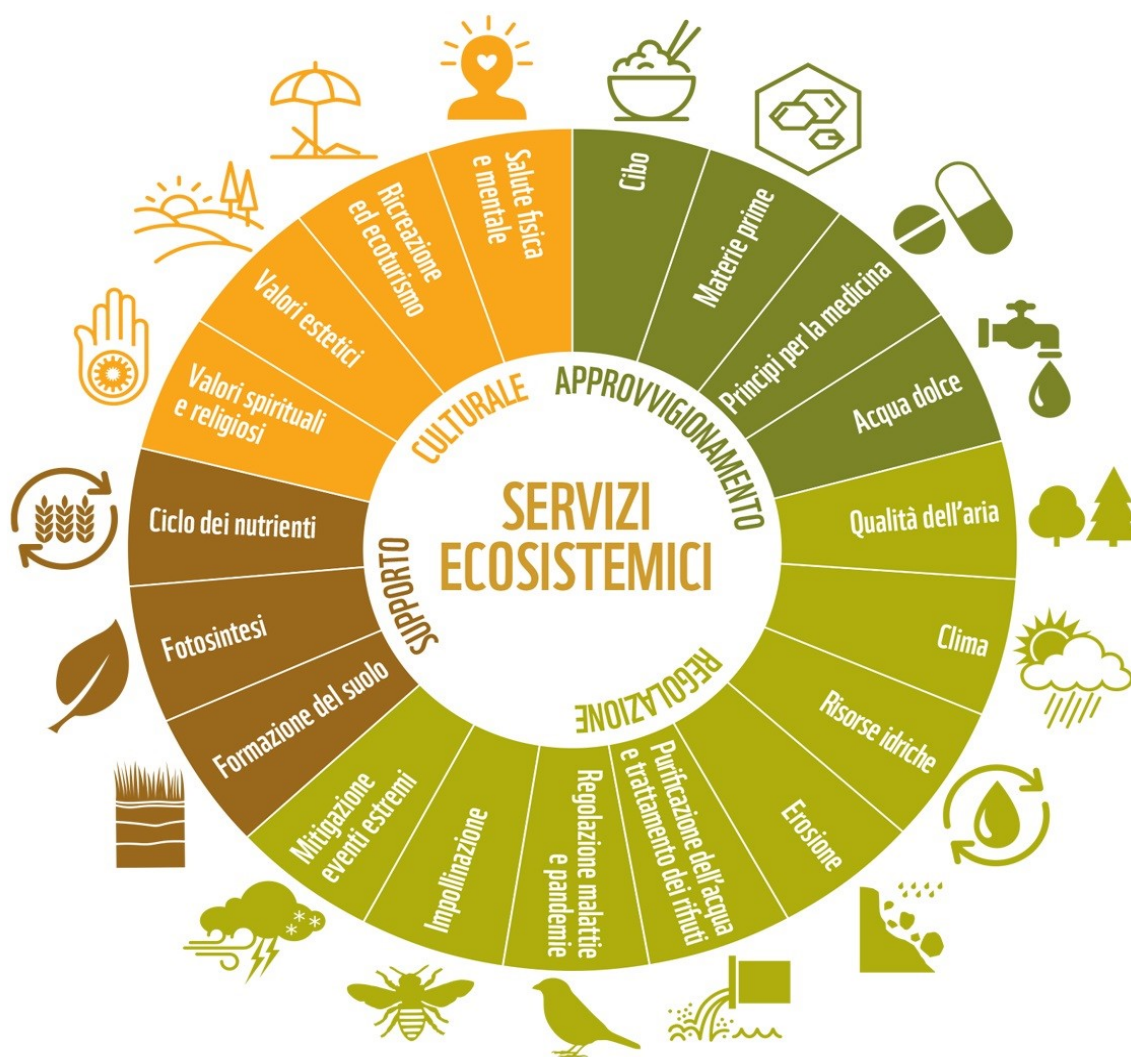 SERVIZI
ECOSISTEMICI
APPROVVIGIONAMENTO
Cibo
Materie prime
Principi per la medicina
Acqua dolce
REGOLAZIONE
Qualità dell'aria
Clima
Risorse idriche
Erosione
Purificazione dell'acqua
e trattamento dei rifiuti
Regolazione malattie
e pandemie
Impollinazione
Mitigazione
eventi estremi
SUPPORTO
Formazione del suolo
Fotosintesi
Ciclo dei nutrienti
CULTURALE
Valori spirituali
e religiosi
Valori estetici
Ricreazione
ed ecoturismo
Salute fisica
e mentale